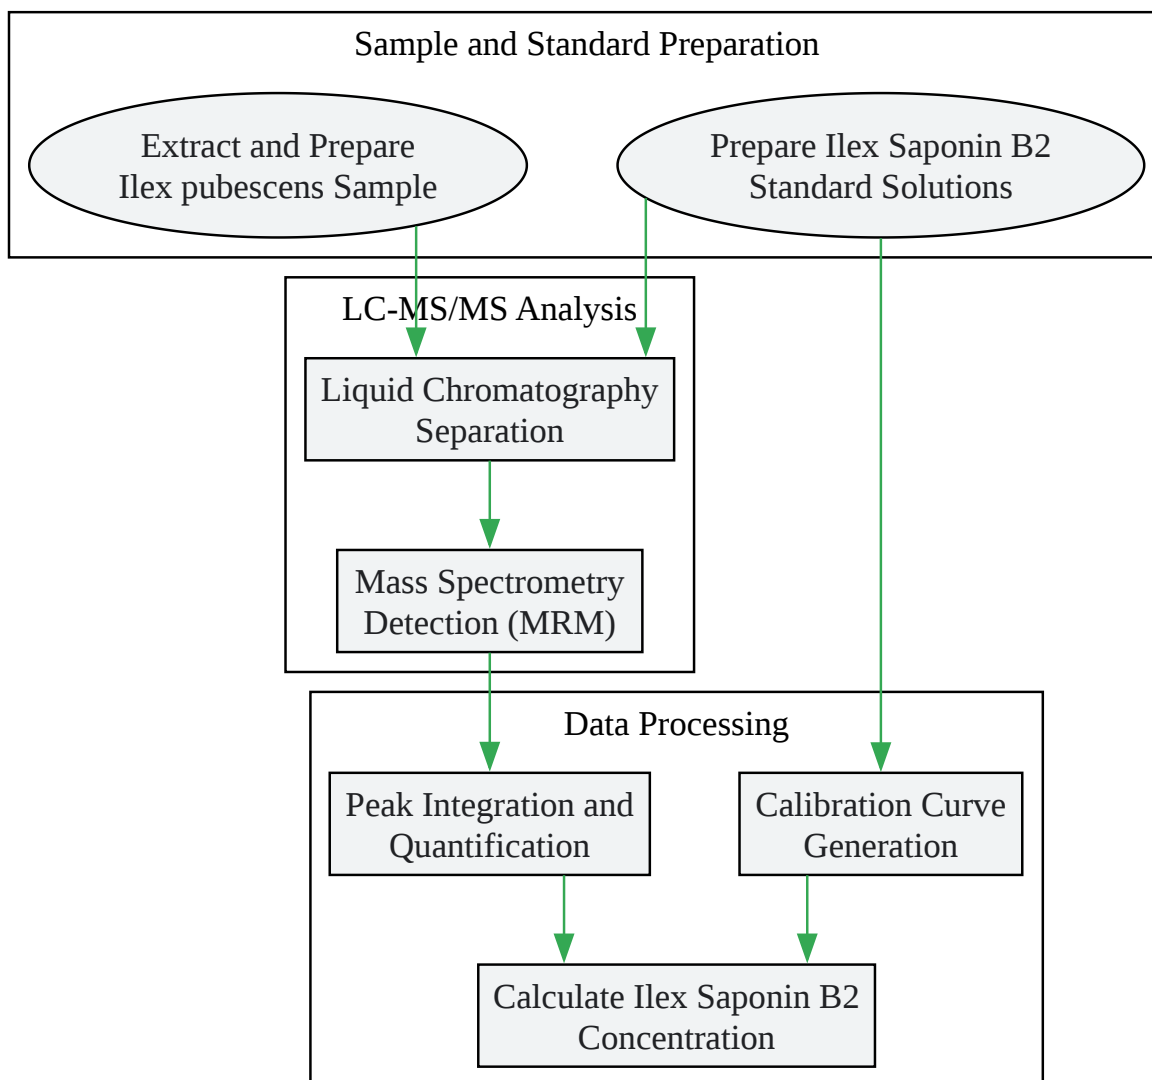 Sample and Standard Preparation
Extract and Prepare
Ilex pubescens Sample
Prepare Ilex Saponin B2
Standard Solutions
LC-MS/MS Analysis
Liquid Chromatography
Separation
Mass Spectrometry
Detection (MRM)
Data Processing
Peak Integration and
Quantification
Calibration Curve
Generation
Calculate Ilex Saponin B2
Concentration